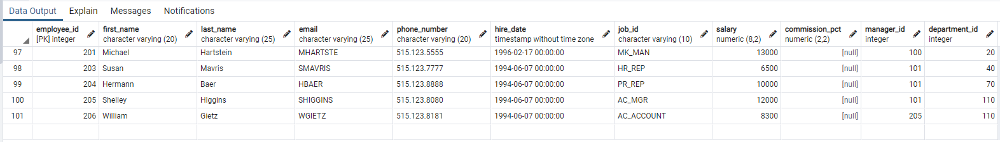 Data Output Explain Messages Notifications
employee_id first_name last_name email phone_number hire_date job_id salary commission_pct manager_id department_id
[PK] integer character varying (20) character varying (25) character varying (25) character varying (20) timestamp without time zone character varying (10) numeric (8,2) numeric (2,2) integer integer
97 201 Michael Hartstein MHARTSTE 515.123.5555 1996-02-17 00:00:00 MK_MAN 13000 [null] 100 20
98 203 Susan Mavris SMAVRIS 515.123.7777 1994-06-07 00:00:00 HR_REP 6500 [null] 101 40
99 204 Hermann Baer HBAER 515.123.8888 1994-06-07 00:00:00 PR_REP 10000 [null] 101 70
100 205 Shelley Higgins SHIGGINS 515.123.8080 1994-06-07 00:00:00 AC_MGR 12000 [null] 101 110
101 206 William Gietz WGIETZ 515.123.8181 1994-06-07 00:00:00 AC_ACCOUNT 8300 [null] 205 110